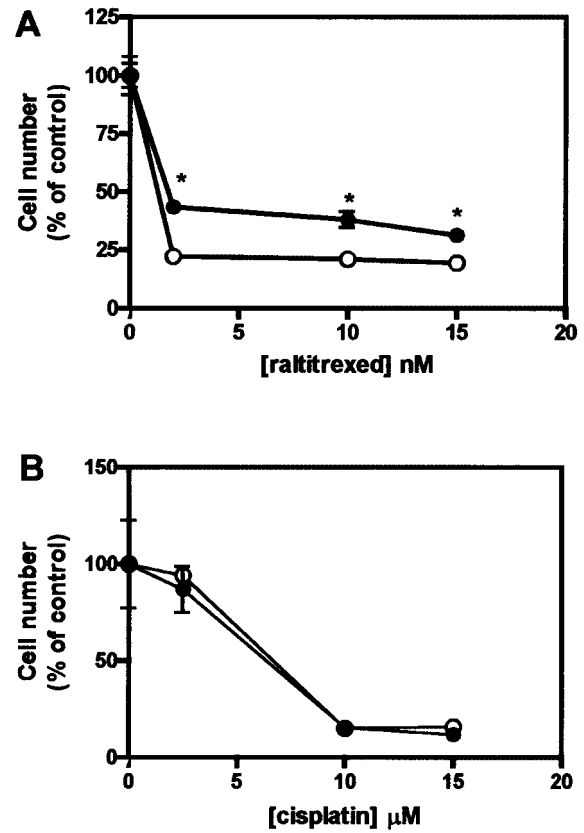 A
125
100
75
50
25
0
Cell number
(% of control)
* * *
0 5 10 15 20
[raltitrexed] nM
B
150
100
50
0
Cell number
(% of control)
0 5 10 15 20
[cisplatin] μM